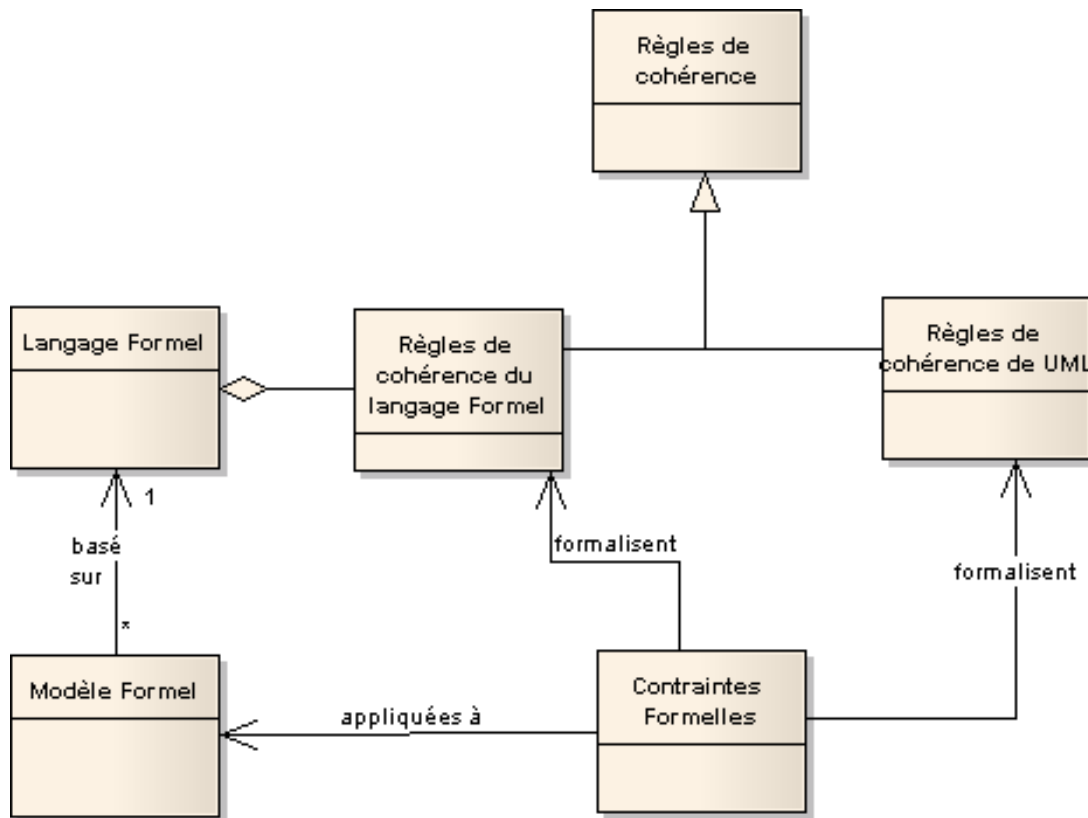 Règles de
cohérence
Langage Formel
Règles de
cohérence du
langage Formel
Règles de
cohérence de UML
1
basé
sur
*
formalisent
formalisent
Modèle Formel
appliquées à
Contraintes
Formelles